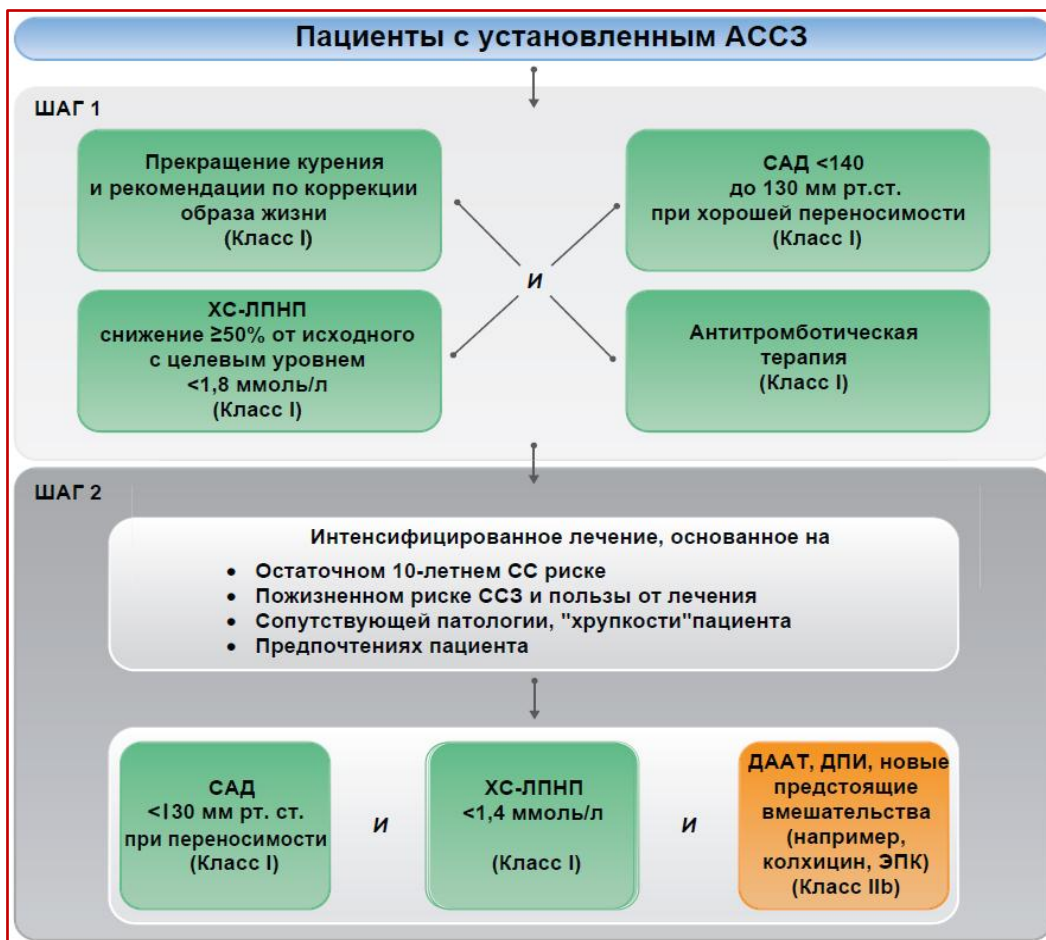 Пациенты с установленным АССЗ
ШАГ 1
Прекращение курения
и рекомендации по коррекции
образа жизни
(Класс I)
САД <140
до 130 мм рт.ст.
при хорошей переносимости
(Класс I)
И
ХС-ЛПНП
снижение ≥50% от исходного
с целевым уровнем
<1,8 ммоль/л
(Класс I)
Антитромботическая
терапия
(Класс I)
ШАГ 2
Интенсифицированное лечение, основанное на
• Остаточном 10-летнем СС риске
• Пожизненном риске ССЗ и пользы от лечения
• Сопутствующей патологии, "хрупкости"пациента
• Предпочтениях пациента
САД
<I30 мм рт. ст.
при переносимости
(Класс I)
И
ХС-ЛПНП
<1,4 ммоль/л
(Класс I)
И
ДААТ, ДПИ, новые
предстоящие
вмешательства
(например,
колхицин, ЭПК)
(Класс IIb)